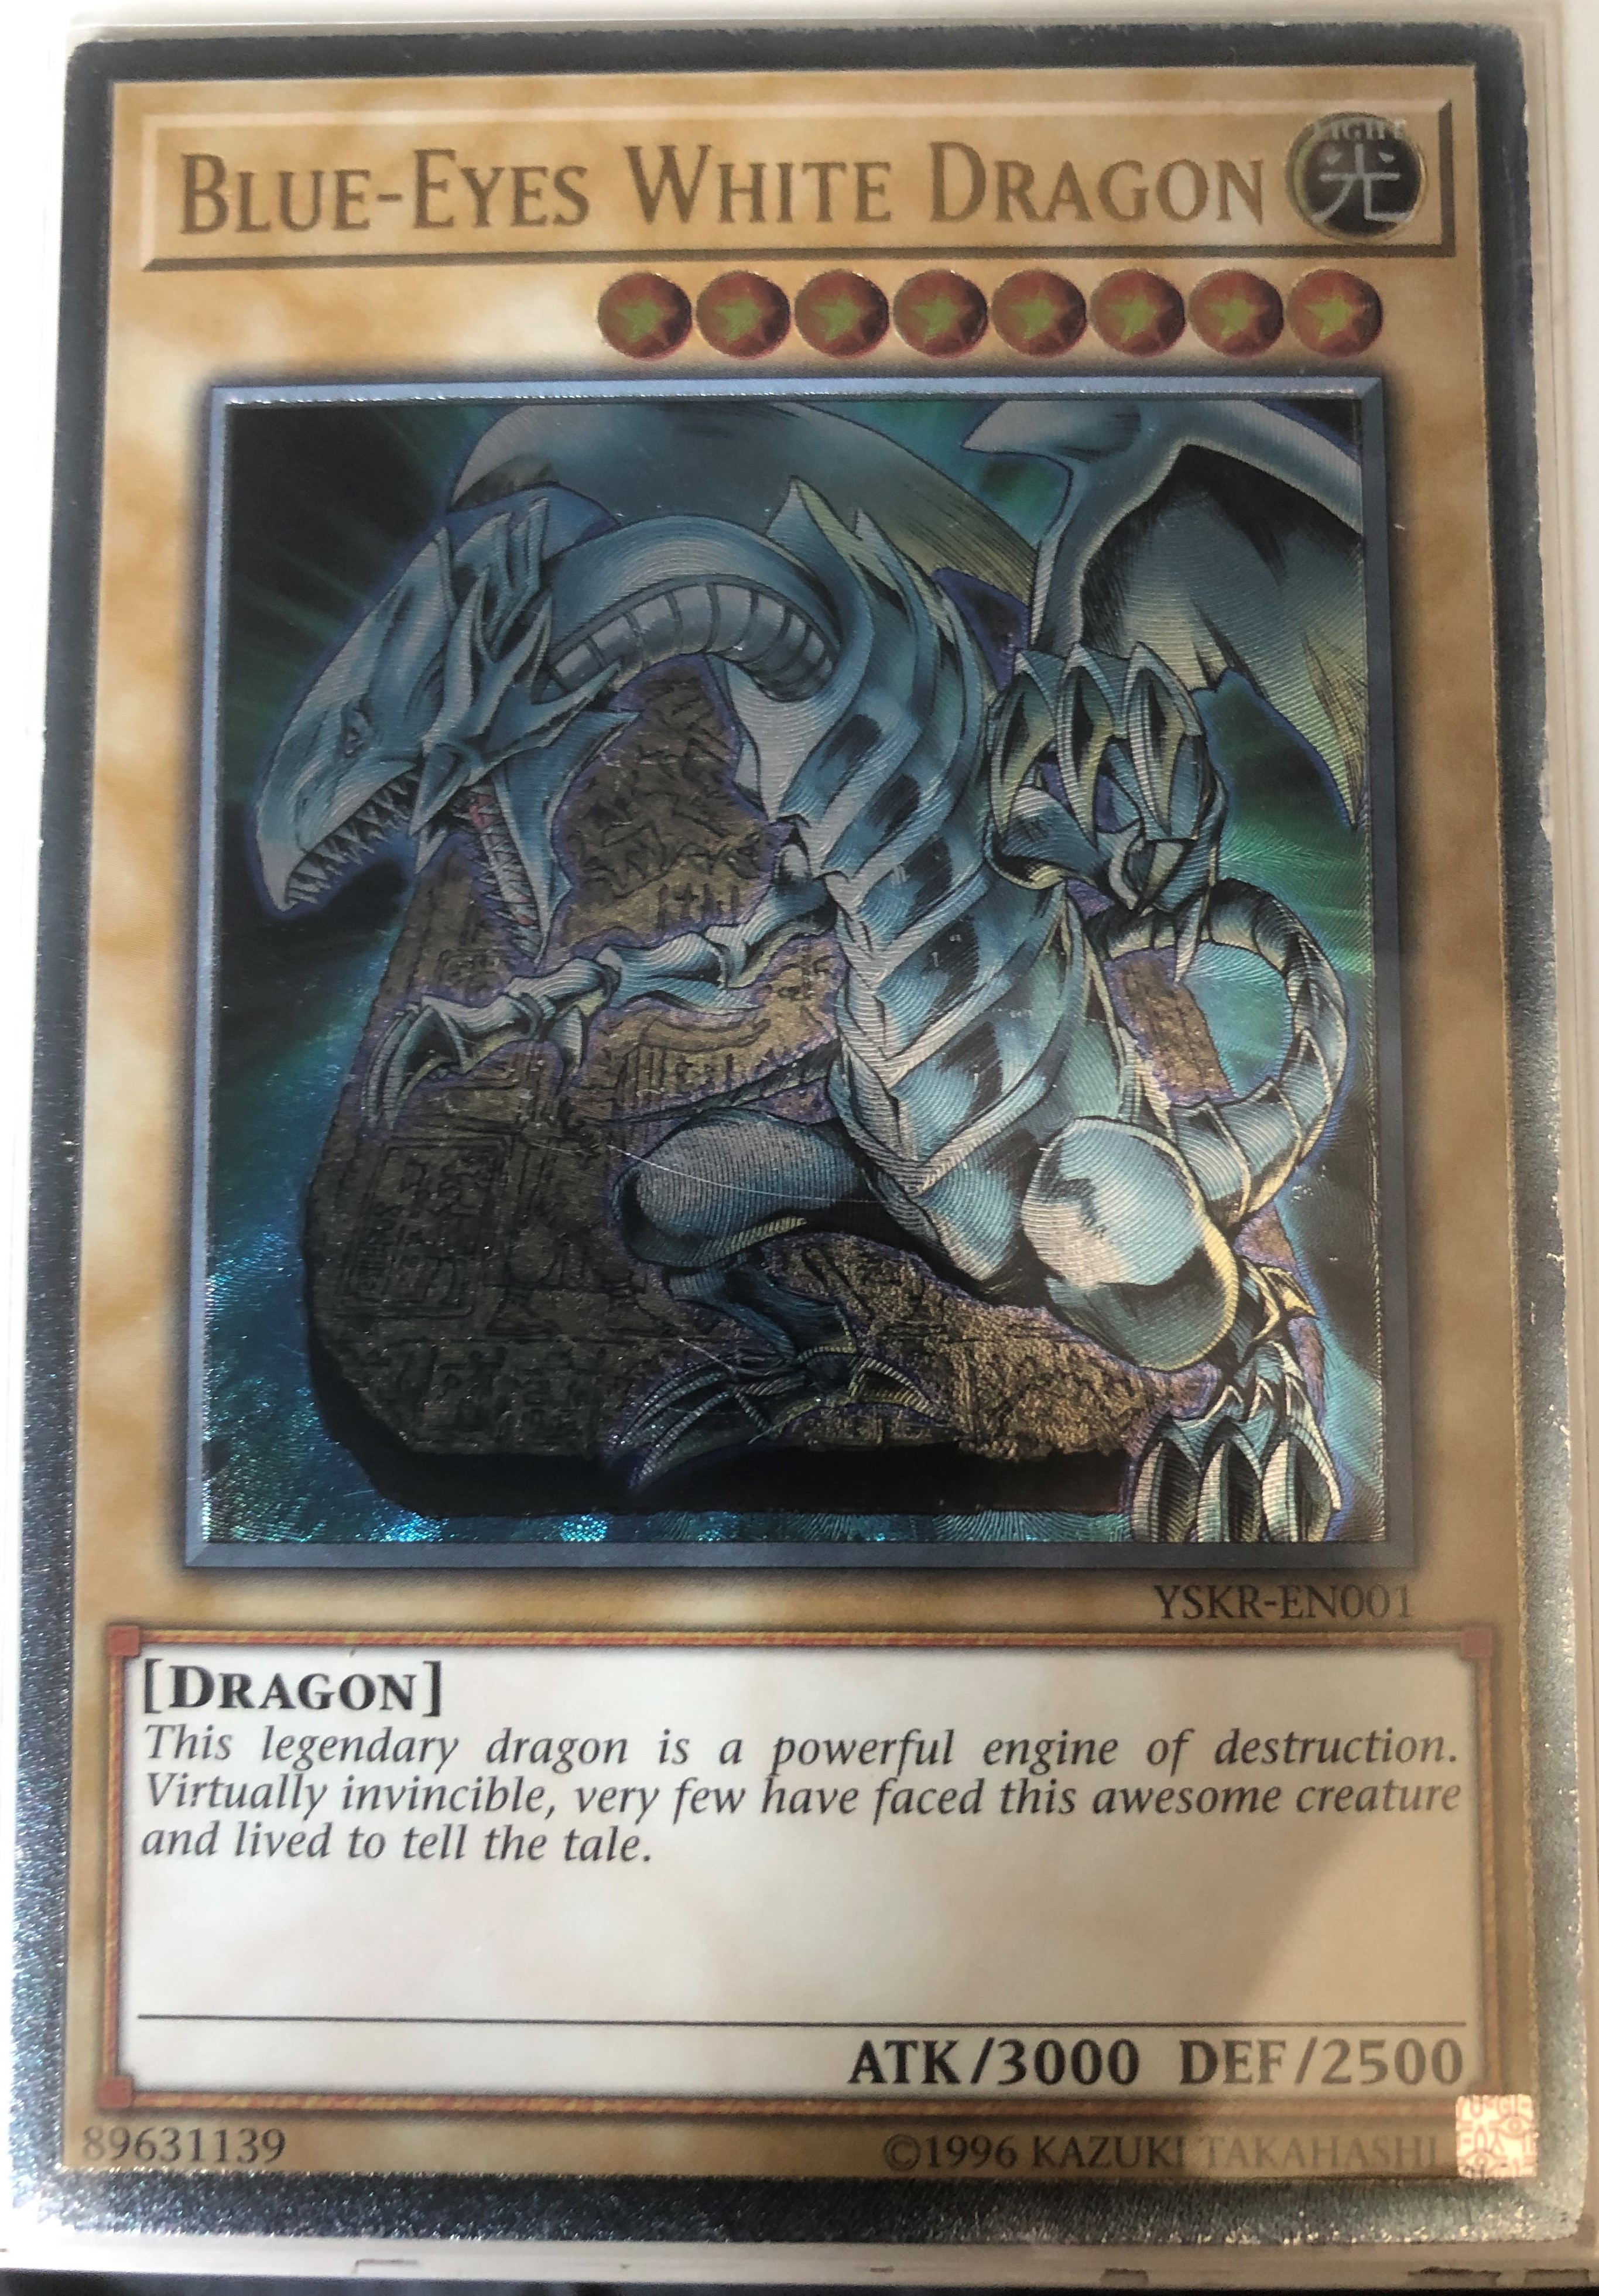 BLUE-EYES WHITE DRAGON
LIGHT
光
YSKR-EN001
[DRAGON]
This legendary dragon is a powerful engine of destruction.
Virtually invincible, very few have faced this awesome creature
and lived to tell the tale.
ATK/3000 DEF/2500
89631139
©1996 KAZUKI TAKAHASHI